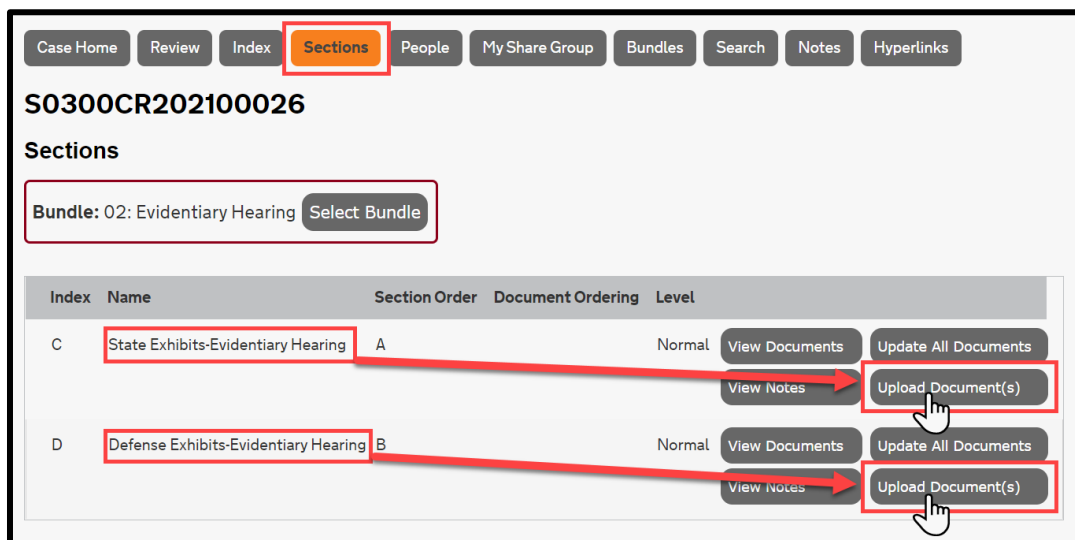 Case Home Review Index Sections People My Share Group Bundles Search Notes Hyperlinks
S0300CR202100026
Sections
Bundle: 02: Evidentiary Hearing Select Bundle
Index Name Section Order Document Ordering Level
C State Exhibits-Evidentiary Hearing A Normal View Documents Update All Documents
View Notes Upload Document(s)
D Defense Exhibits-Evidentiary Hearing B Normal View Documents Update All Documents
View Notes Upload Document(s)